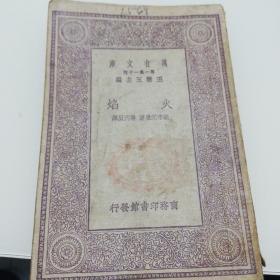 萬有文庫
第一集一千種
王雲五主編
火焰
商務印書館發行